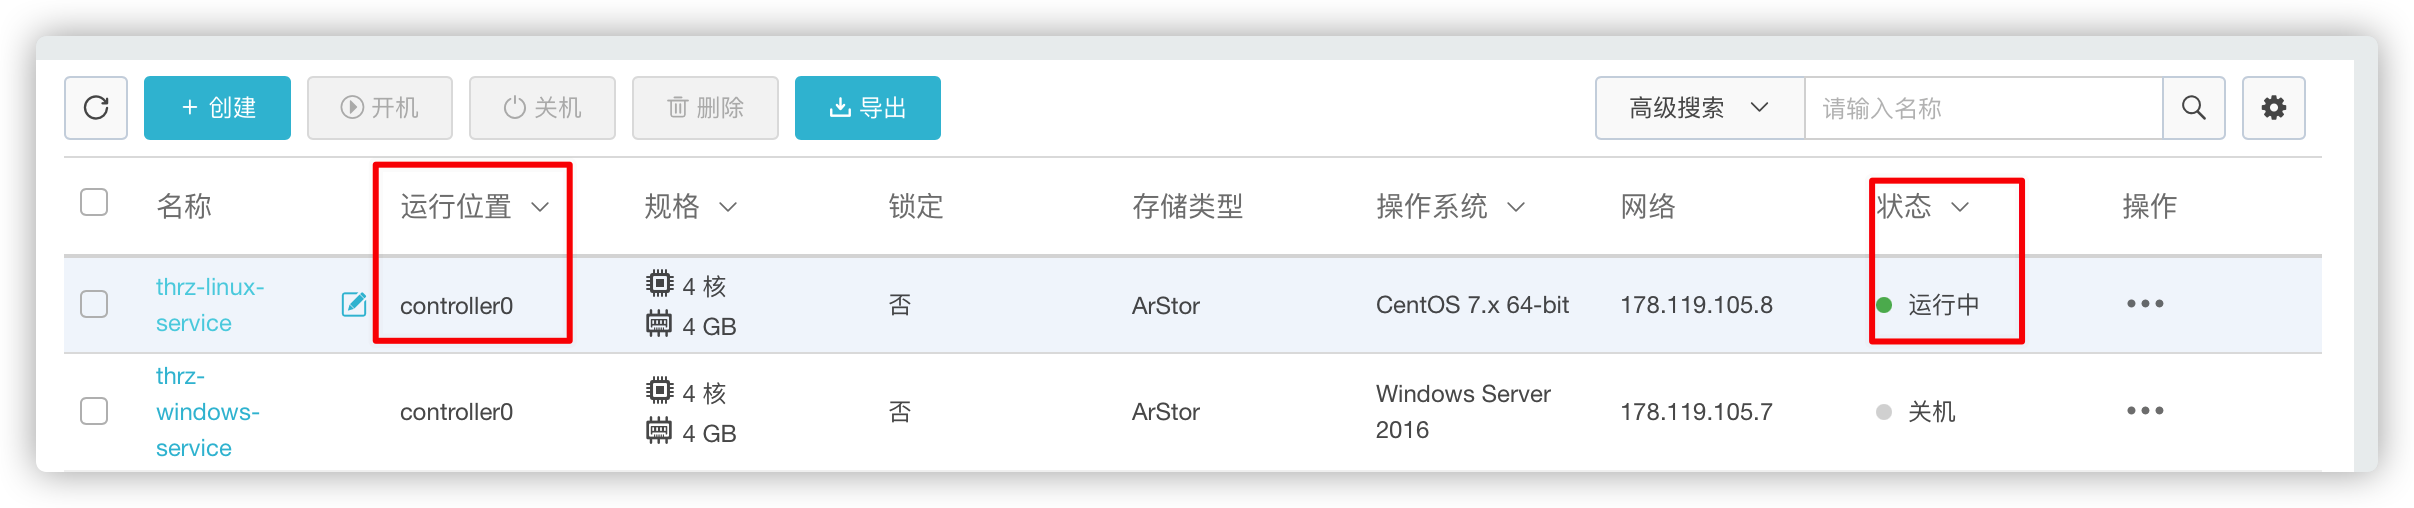 + 创建 开机 关机 删除 导出 高级搜索 请输入名称
名称 运行位置 规格 锁定 存储类型 操作系统 网络 状态 操作
thrz-linux-
service
controller0
4 核
4 GB
否
ArStor
CentOS 7.x 64-bit
178.119.105.8
运行中
thrz-
windows-
service
controller0
4 核
4 GB
否
ArStor
Windows Server
2016
178.119.105.7
关机